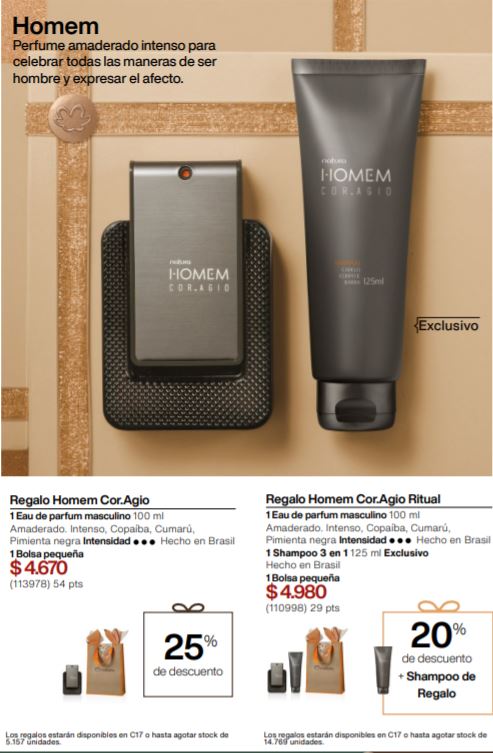 Homem
Perfume amaderado intenso para
celebrar todas las maneras de ser
hombre y expresar el afecto.
natura
HOMEM
COR.AGIO
natura
HOMEM
COR.AGIO
125ml
Exclusivo
Regalo Homem Cor.Agio
1 Eau de parfum masculino 100 ml
Amaderado. Intenso, Copaíba, Cumarú,
Pimienta negra Intensidad ●●● Hecho en Brasil
1 Bolsa pequeña
$ 4.670
(113978) 54 pts
25%
de descuento
Los regalos estarán disponibles en C17 o hasta agotar stock de
5.157 unidades.
Regalo Homem Cor.Agio Ritual
1 Eau de parfum masculino 100 ml
Amaderado. Intenso, Copaíba, Cumarú,
Pimienta negra Intensidad ●●● Hecho en Brasil
1 Shampoo 3 en 1 125 ml Exclusivo
Hecho en Brasil
1 Bolsa pequeña
$ 4.980
(110998) 29 pts
20%
de descuento
+ Shampoo de
Regalo
Los regalos estarán disponibles en C17 o hasta agotar stock de
14.769 unidades.